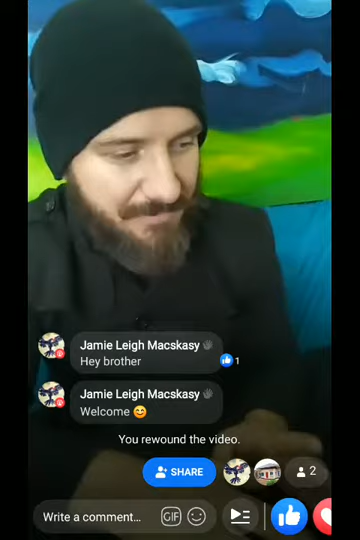 Jamie Leigh Macskasy
Hey brother
1
Jamie Leigh Macskasy
Welcome 😊
You rewound the video.
SHARE
2
Write a comment...
GIF